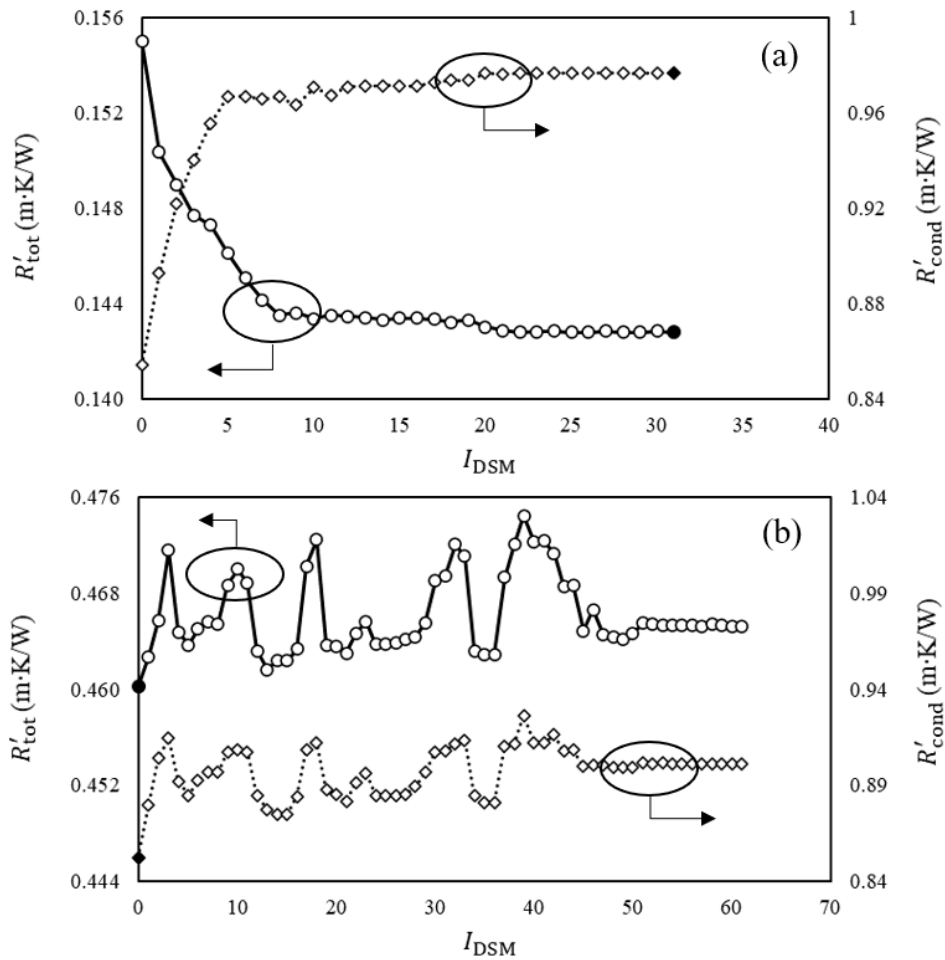 0.156
0.152
0.148
0.144
0.140
R'tot (m·K/W)
(a)
1
0.96
0.92
0.88
0.84
R'cond (m·K/W)
0 5 10 15 20 25 30 35 40
IDSM
0.476
0.468
0.460
0.452
0.444
R'tot (m·K/W)
(b)
1.04
0.99
0.94
0.89
0.84
R'cond (m·K/W)
0 10 20 30 40 50 60 70
IDSM